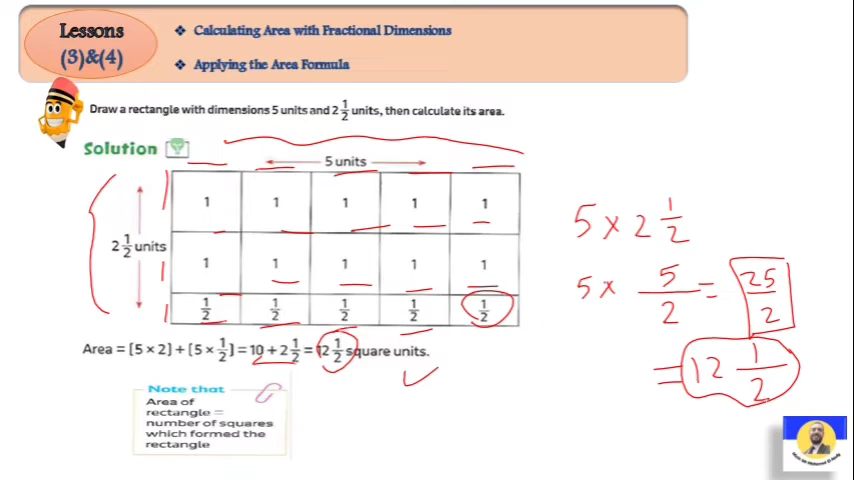 Lessons
(3)&(4)
❖ Calculating Area with Fractional Dimensions
❖ Applying the Area Formula
Draw a rectangle with dimensions 5 units and 2 1/2 units, then calculate its area.
Solution
5 units
2 1/2 units
1 1 1 1 1
1 1 1 1 1
1/2 1/2 1/2 1/2 1/2
Area = [5 × 2] + [5 × 1/2] = 10 + 2 1/2 = 12 1/2 square units.
Note that
Area of
rectangle =
number of squares
which formed the
rectangle
5 × 2 1/2
5 × 5/2 = 25/2
= 12 1/2